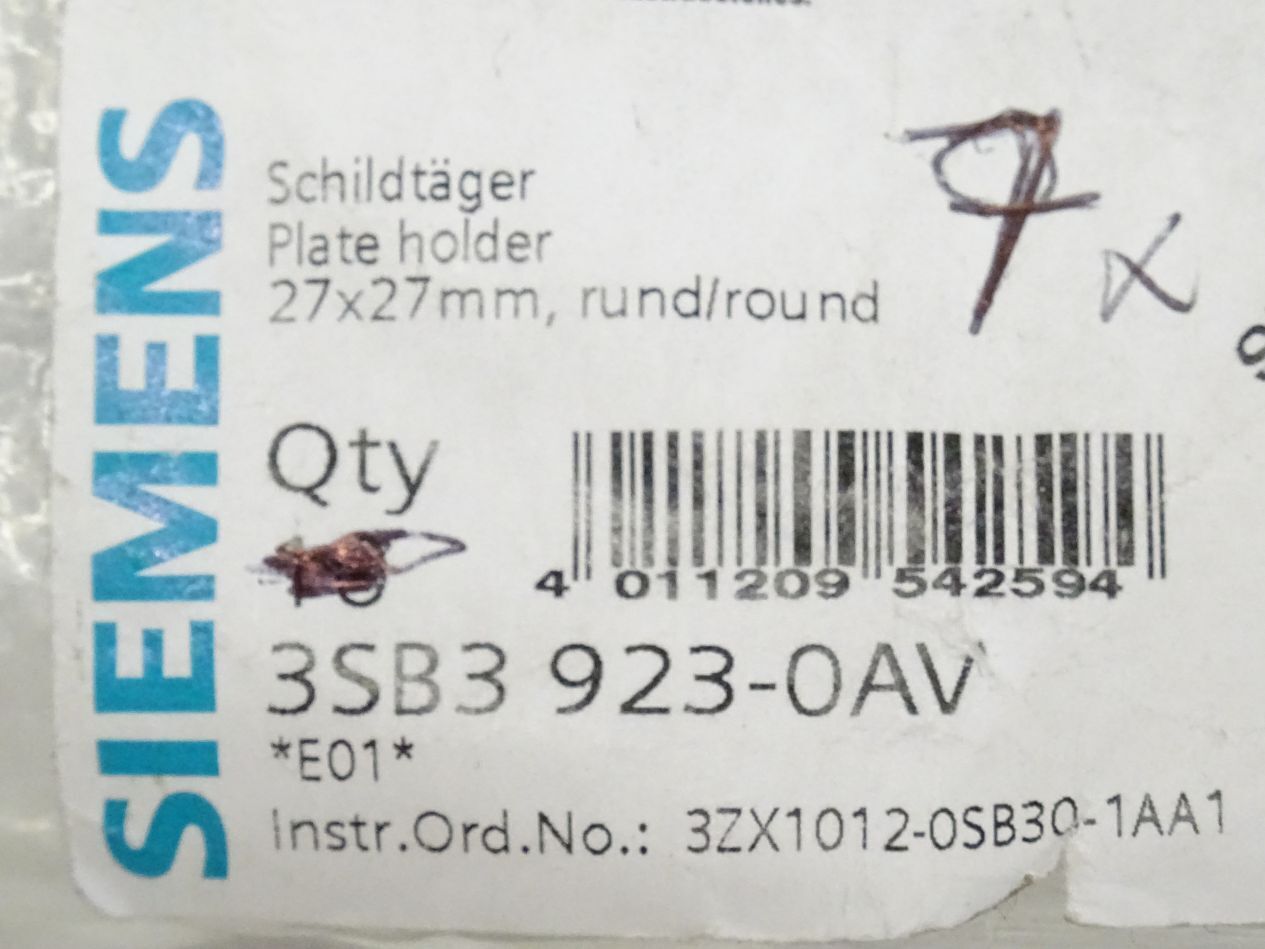 SIEMENS
Schildtäger
Plate holder
27x27mm, rund/round
7 x
Qty
4 011209 542594
3SB3 923-0AV
*E01*
Instr.Ord.No.: 3ZX1012-0SB30-1AA1